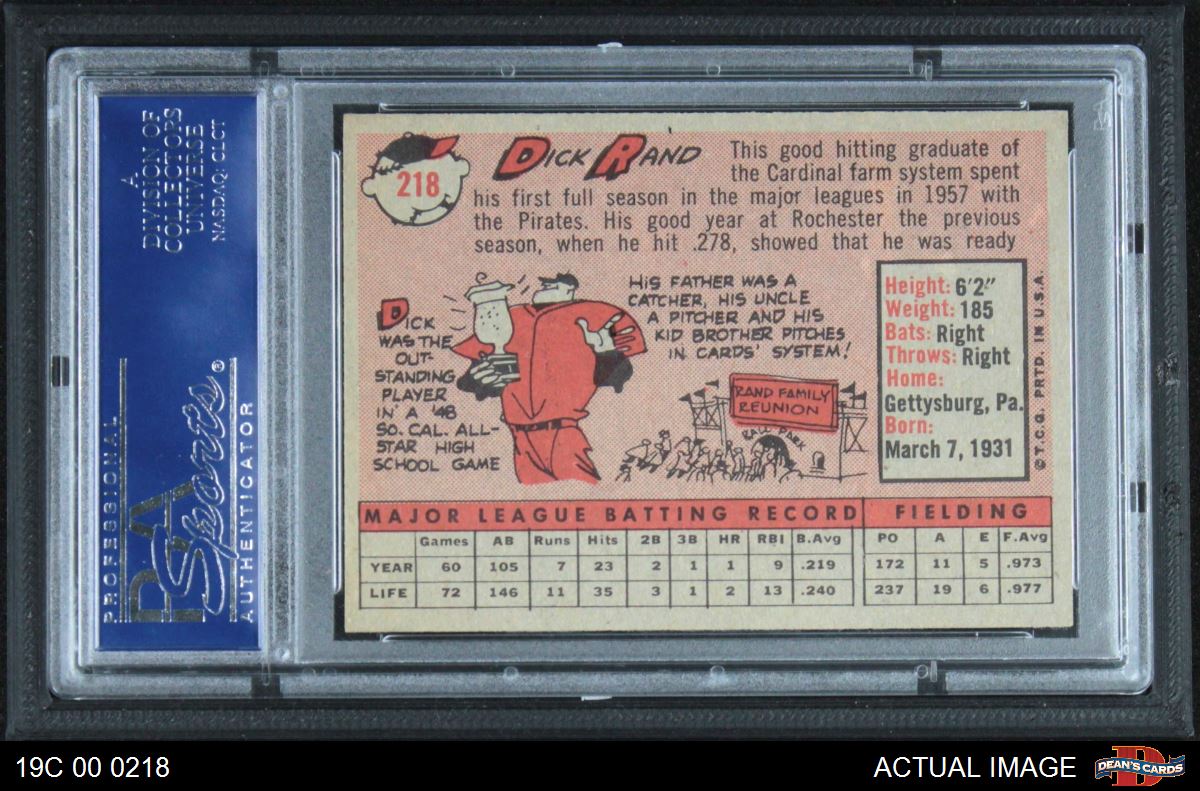 A
DIVISION OF
COLLECTORS
UNIVERSE
NASDAQ: CLCT
PROFESSIONAL
PSA
Sports®
AUTHENTICATOR
218
DICK RAND
This good hitting graduate of
the Cardinal farm system spent
his first full season in the major leagues in 1957 with
the Pirates. His good year at Rochester the previous
season, when he hit .278, showed that he was ready
DICK
WAS THE
OUT-
STANDING
PLAYER
IN A '48
SO. CAL. ALL-
STAR HIGH
SCHOOL GAME
HIS FATHER WAS A
CATCHER, HIS UNCLE
A PITCHER AND HIS
KID BROTHER PITCHES
IN CARDS' SYSTEM!
RAND FAMILY
REUNION
BALL PARK
Height: 6'2"
Weight: 185
Bats: Right
Throws: Right
Home:
Gettysburg, Pa.
Born:
March 7, 1931
©T.C.G. PRTD. IN U.S.A.
MAJOR LEAGUE BATTING RECORD FIELDING
Games AB Runs Hits 2B 3B HR RBI B.Avg PO A E F.Avg
YEAR 60 105 7 23 2 1 1 9 .219 172 11 5 .973
LIFE 72 146 11 35 3 1 2 13 .240 237 19 6 .977
19C 00 0218
ACTUAL IMAGE
D
DEAN'S CARDS